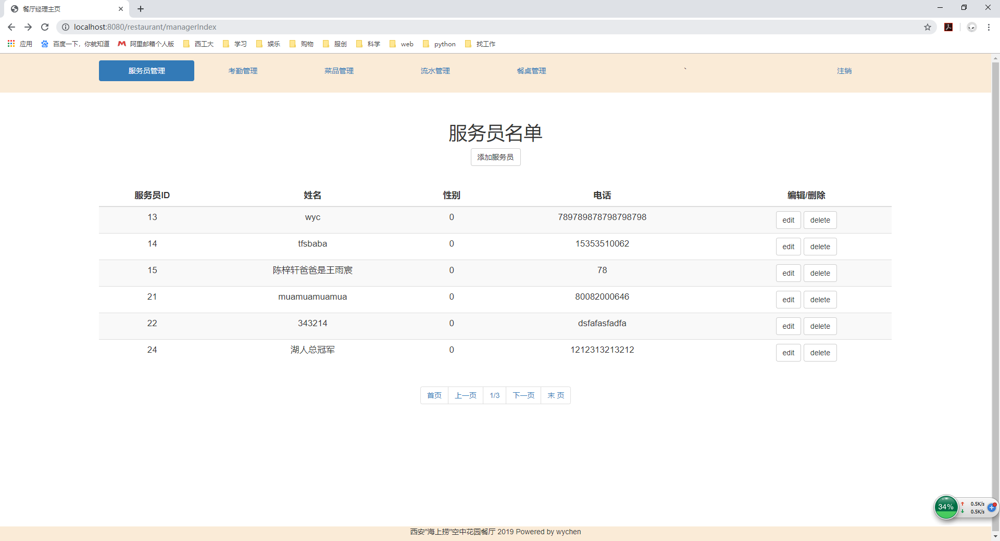 餐厅经理主页
localhost:8080/restaurant/managerIndex
应用 百度一下，你就知道 阿里邮箱个人版 西工大 学习 娱乐 购物 服创 科学 web python 找工作
服务员管理 考勤管理 菜品管理 流水管理 餐桌管理 ` 注销
服务员名单
添加服务员
服务员ID 姓名 性别 电话 编辑/删除
13 wyc 0 789789878798798798 edit delete
14 tfsbaba 0 15353510062 edit delete
15 陈梓轩爸爸是王雨宸 0 78 edit delete
21 muamuamuamua 0 80082000646 edit delete
22 343214 0 dsfafasfadfa edit delete
24 湖人总冠军 0 1212313213212 edit delete
首页 上一页 1/3 下一页 末 页
34% 0.5K/s
0.5K/s
西安"海上捞"空中花园餐厅 2019 Powered by wychen